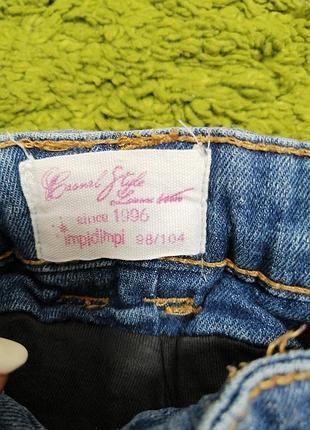 Casual Style
since 1996
impidimpi 98/104